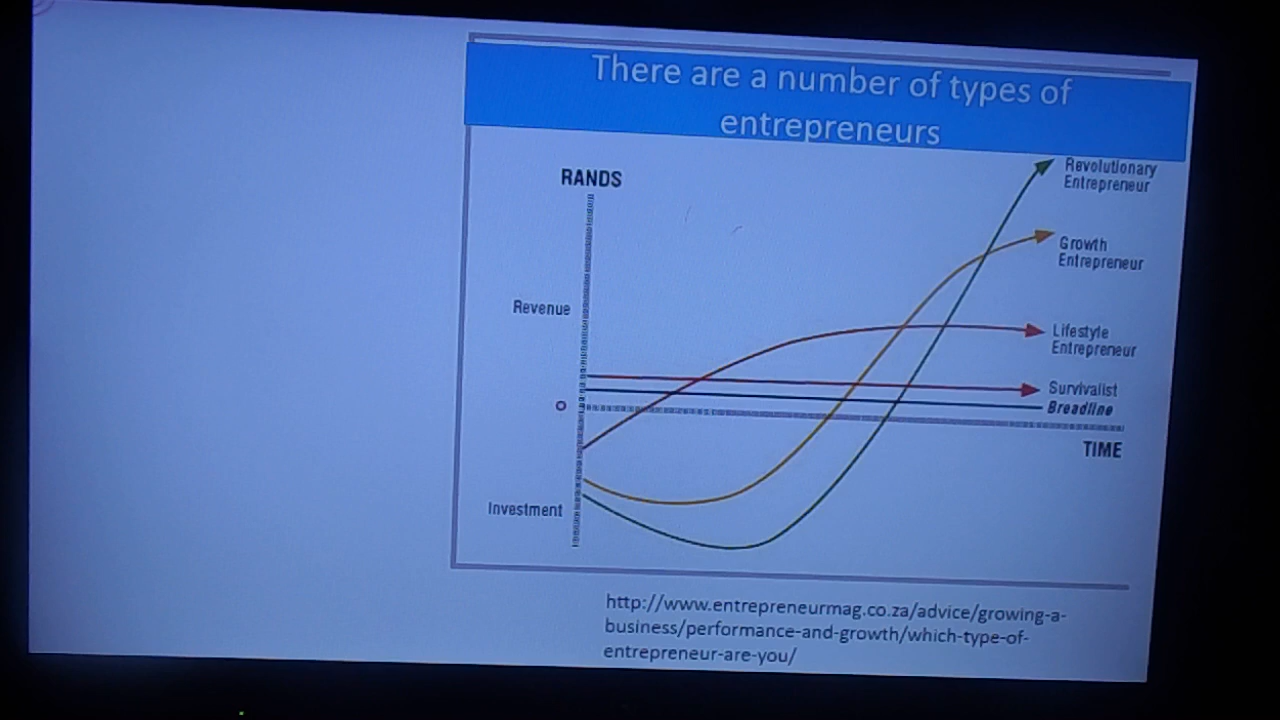 There are a number of types of
entrepreneurs
RANDS
Revolutionary
Entrepreneur
Growth
Entrepreneur
Revenue
Lifestyle
Entrepreneur
Survivalist
O
Breadline
TIME
Investment
http://www.entrepreneurmag.co.za/advice/growing-a-
business/performance-and-growth/which-type-of-
entrepreneur-are-you/